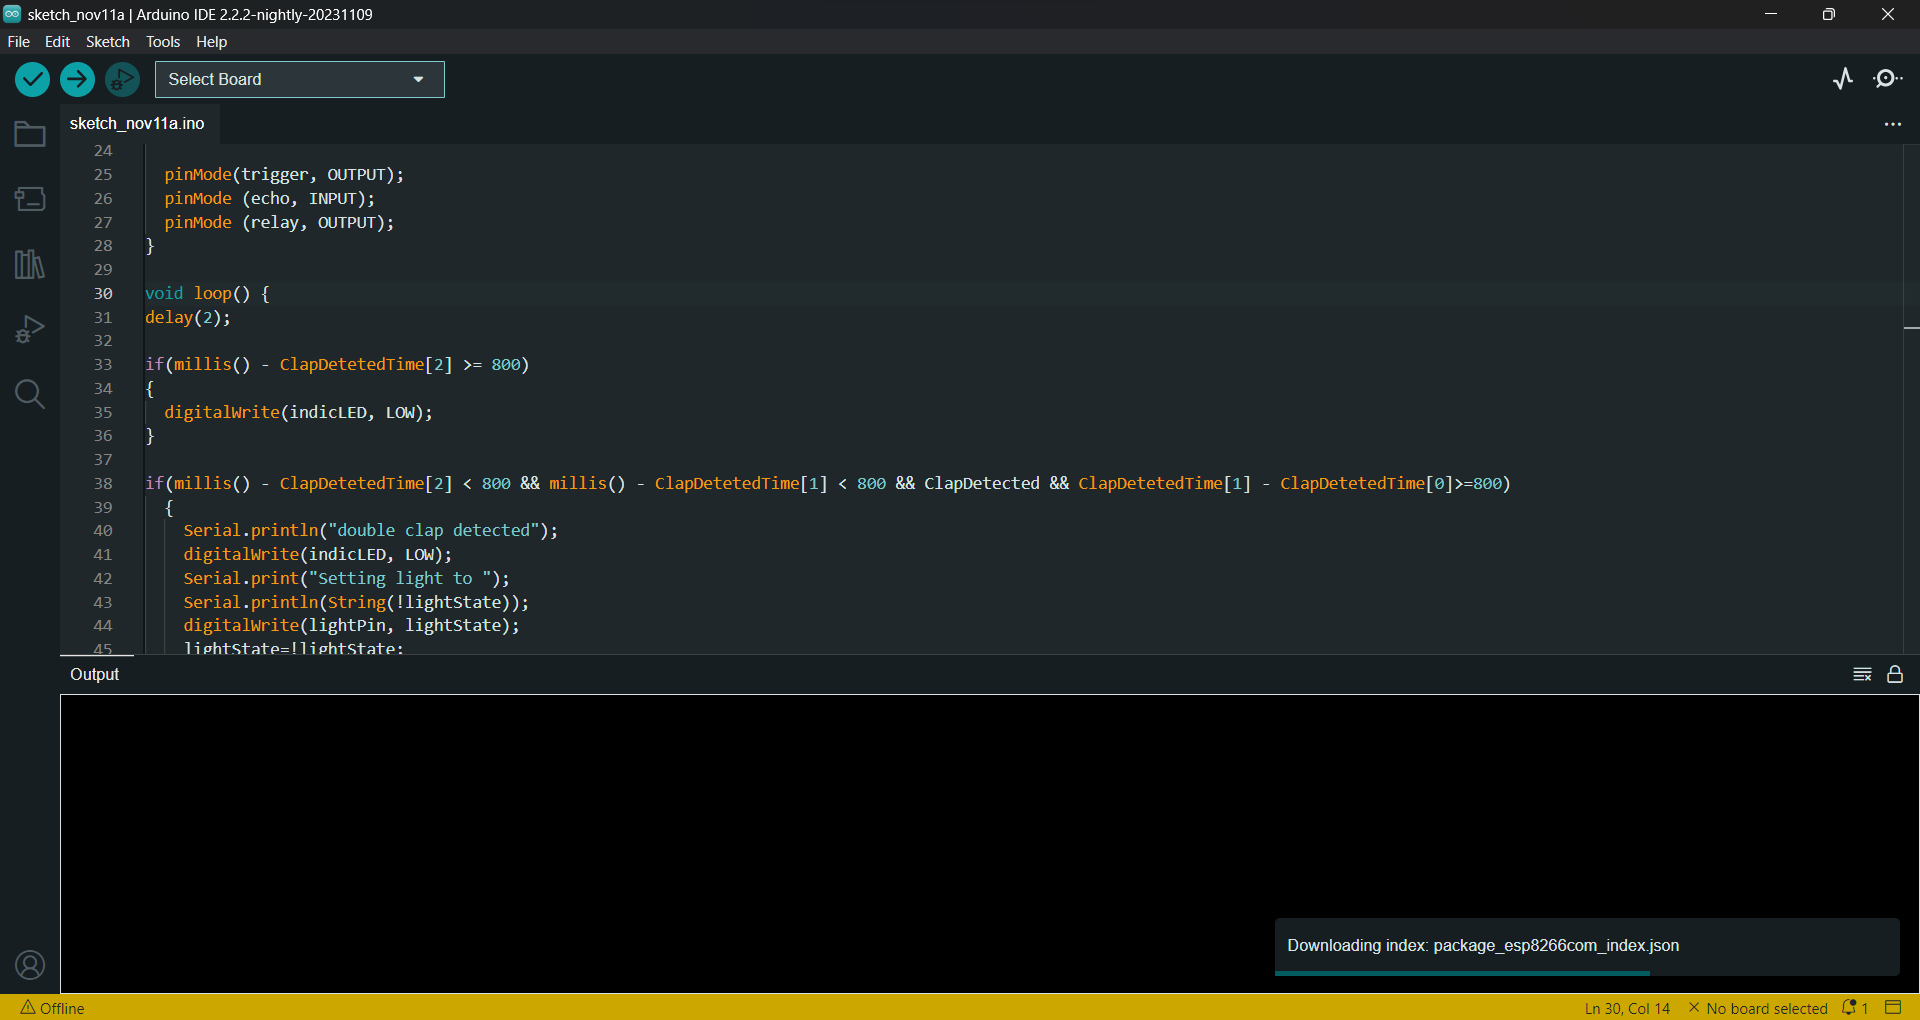 sketch_nov11a | Arduino IDE 2.2.2-nightly-20231109
File Edit Sketch Tools Help
Select Board
sketch_nov11a.ino
24
25 pinMode(trigger, OUTPUT);
26 pinMode (echo, INPUT);
27 pinMode (relay, OUTPUT);
28 }
29
30 void loop() {
31 delay(2);
32
33 if(millis() - ClapDetetedTime[2] >= 800)
34 {
35 digitalWrite(indicLED, LOW);
36 }
37
38 if(millis() - ClapDetetedTime[2] < 800 && millis() - ClapDetetedTime[1] < 800 && ClapDetected && ClapDetetedTime[1] - ClapDetetedTime[0]>=800)
39 {
40 Serial.println("double clap detected");
41 digitalWrite(indicLED, LOW);
42 Serial.print("Setting light to ");
43 Serial.println(String(!lightState));
44 digitalWrite(lightPin, lightState);
45 lightState=!lightState;
Output
Downloading index: package_esp8266com_index.json
Offline
Ln 30, Col 14 × No board selected 1